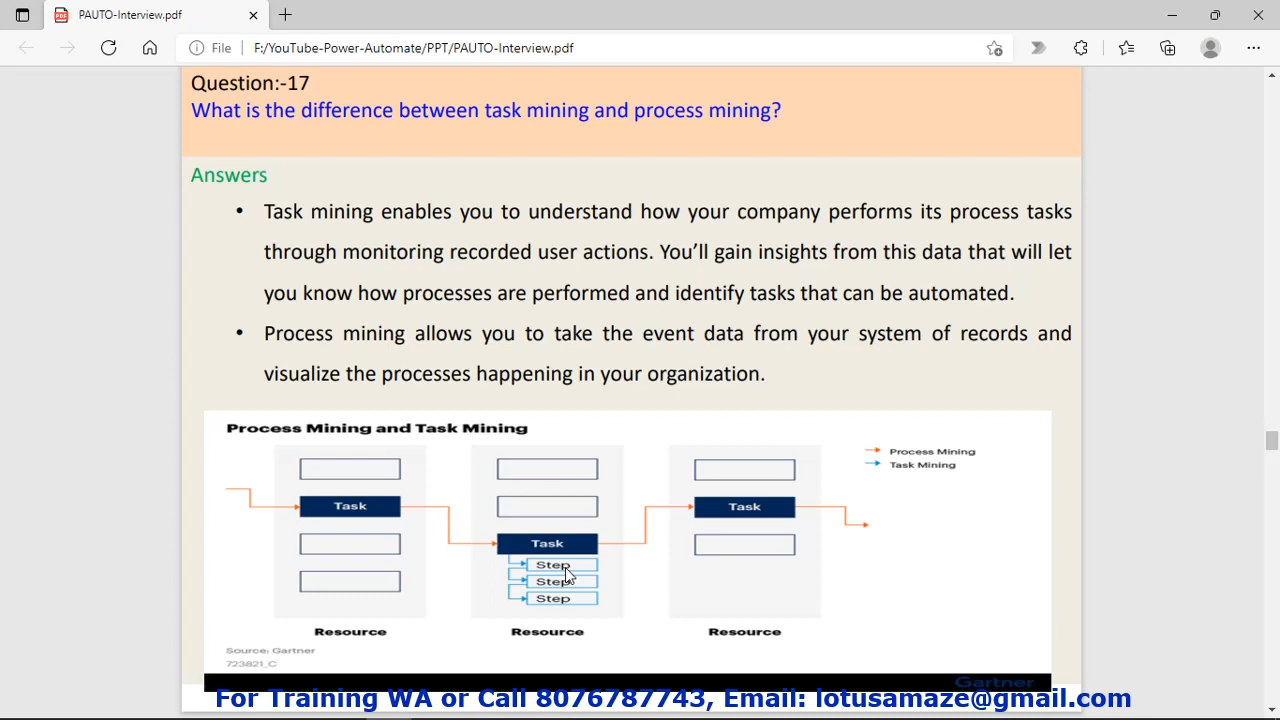 PAUTO-Interview.pdf
File
F:/YouTube-Power-Automate/PPT/PAUTO-Interview.pdf
Question:-17
What is the difference between task mining and process mining?
Answers
• Task mining enables you to understand how your company performs its process tasks
through monitoring recorded user actions. You’ll gain insights from this data that will let
you know how processes are performed and identify tasks that can be automated.
• Process mining allows you to take the event data from your system of records and
visualize the processes happening in your organization.
Process Mining and Task Mining
Process Mining
Task Mining
Task
Task
Task
Step
Step
Step
Resource
Resource
Resource
Source: Gartner
723821_C
Gartner
For Training WA or Call 8076787743, Email: lotusamaze@gmail.com